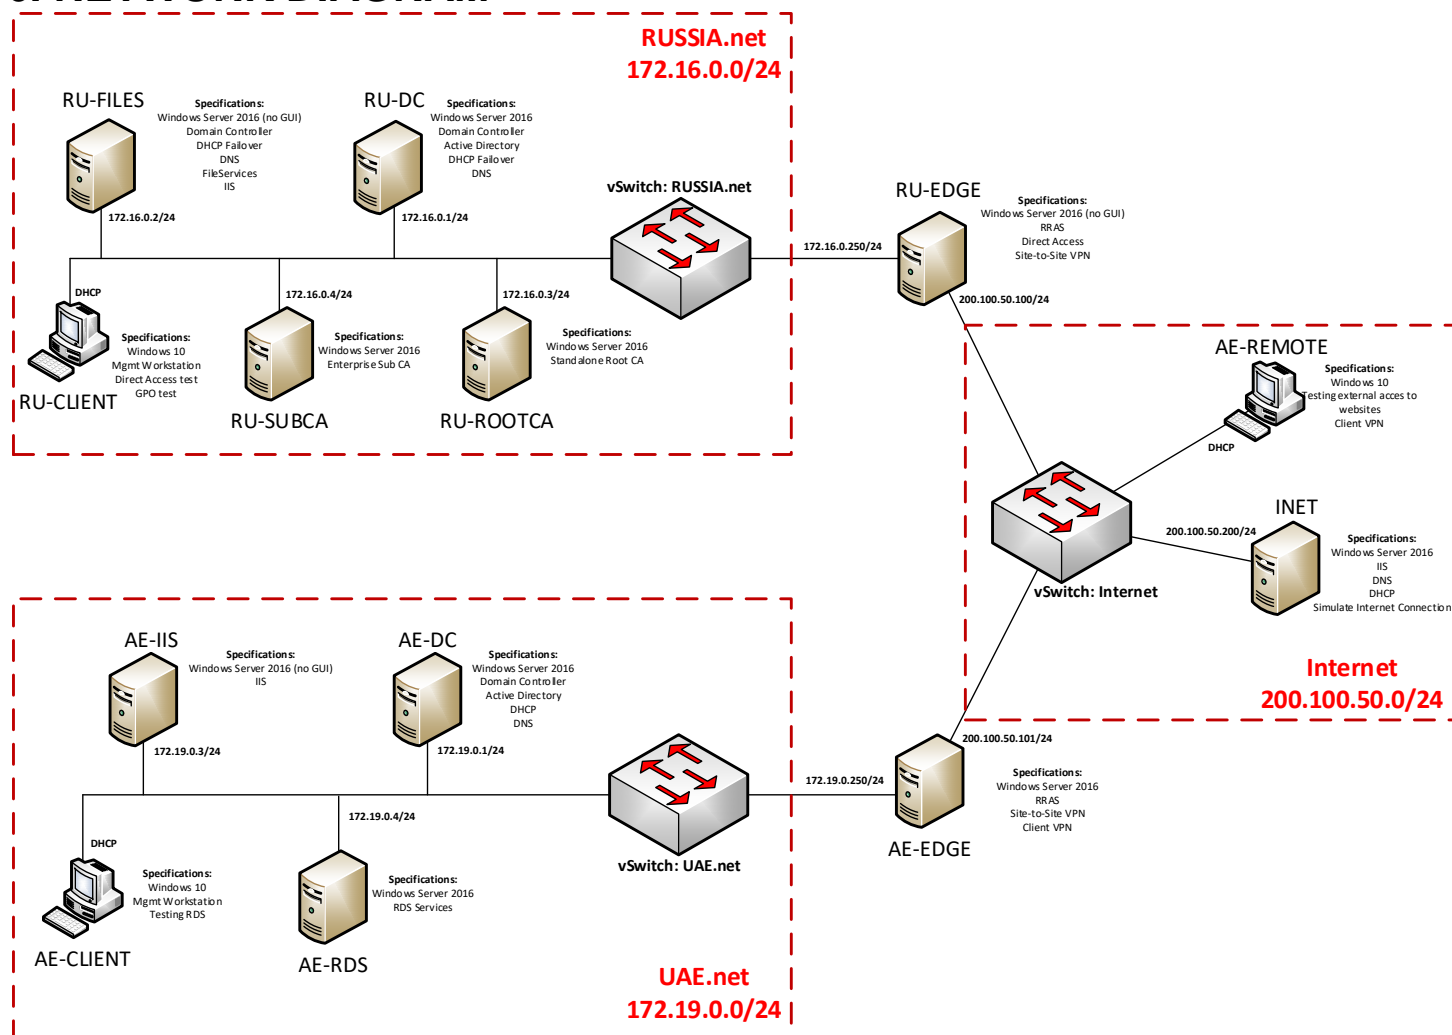 RUSSIA.net
172.16.0.0/24
RU-FILES
Specifications:
Windows Server 2016 (no GUI)
Domain Controller
DHCP Failover
DNS
FileServices
IIS
172.16.0.2/24
RU-DC
Specifications:
Windows Server 2016
Domain Controller
Active Directory
DHCP Failover
DNS
172.16.0.1/24
vSwitch: RUSSIA.net
172.16.0.250/24
RU-EDGE
Specifications:
Windows Server 2016 (no GUI)
RRAS
Direct Access
Site-to-Site VPN
200.100.50.100/24
DHCP
Specifications:
Windows 10
Mgmt Workstation
Direct Access test
GPO test
RU-CLIENT
172.16.0.4/24
Specifications:
Windows Server 2016
Enterprise Sub CA
RU-SUBCA
172.16.0.3/24
Specifications:
Windows Server 2016
Standalone Root CA
RU-ROOTCA
AE-REMOTE
Specifications:
Windows 10
Testing external acces to
websites
Client VPN
DHCP
INET
200.100.50.200/24
Specifications:
Windows Server 2016
IIS
DNS
DHCP
Simulate Internet Connection
vSwitch: Internet
Internet
200.100.50.0/24
AE-IIS
Specifications:
Windows Server 2016 (no GUI)
IIS
172.19.0.3/24
AE-DC
Specifications:
Windows Server 2016
Domain Controller
Active Directory
DHCP
DNS
172.19.0.1/24
vSwitch: UAE.net
172.19.0.250/24
200.100.50.101/24
Specifications:
Windows Server 2016
RRAS
Site-to-Site VPN
Client VPN
AE-EDGE
DHCP
Specifications:
Windows 10
Mgmt Workstation
Testing RDS
AE-CLIENT
172.19.0.4/24
Specifications:
Windows Server 2016
RDS Services
AE-RDS
UAE.net
172.19.0.0/24